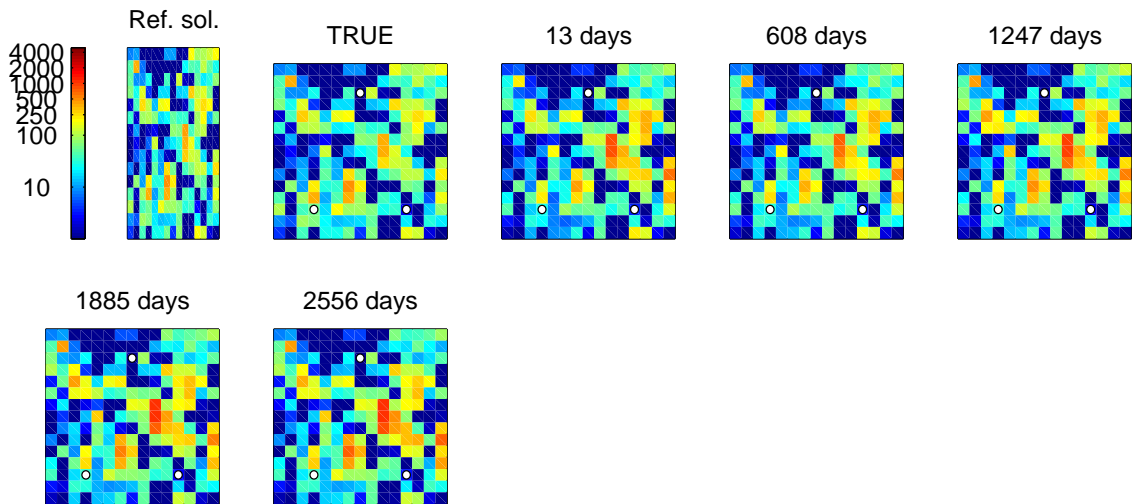 Ref. sol.
TRUE
13 days
608 days
1247 days
4000
2000
1000
500
250
100
10
1885 days
2556 days